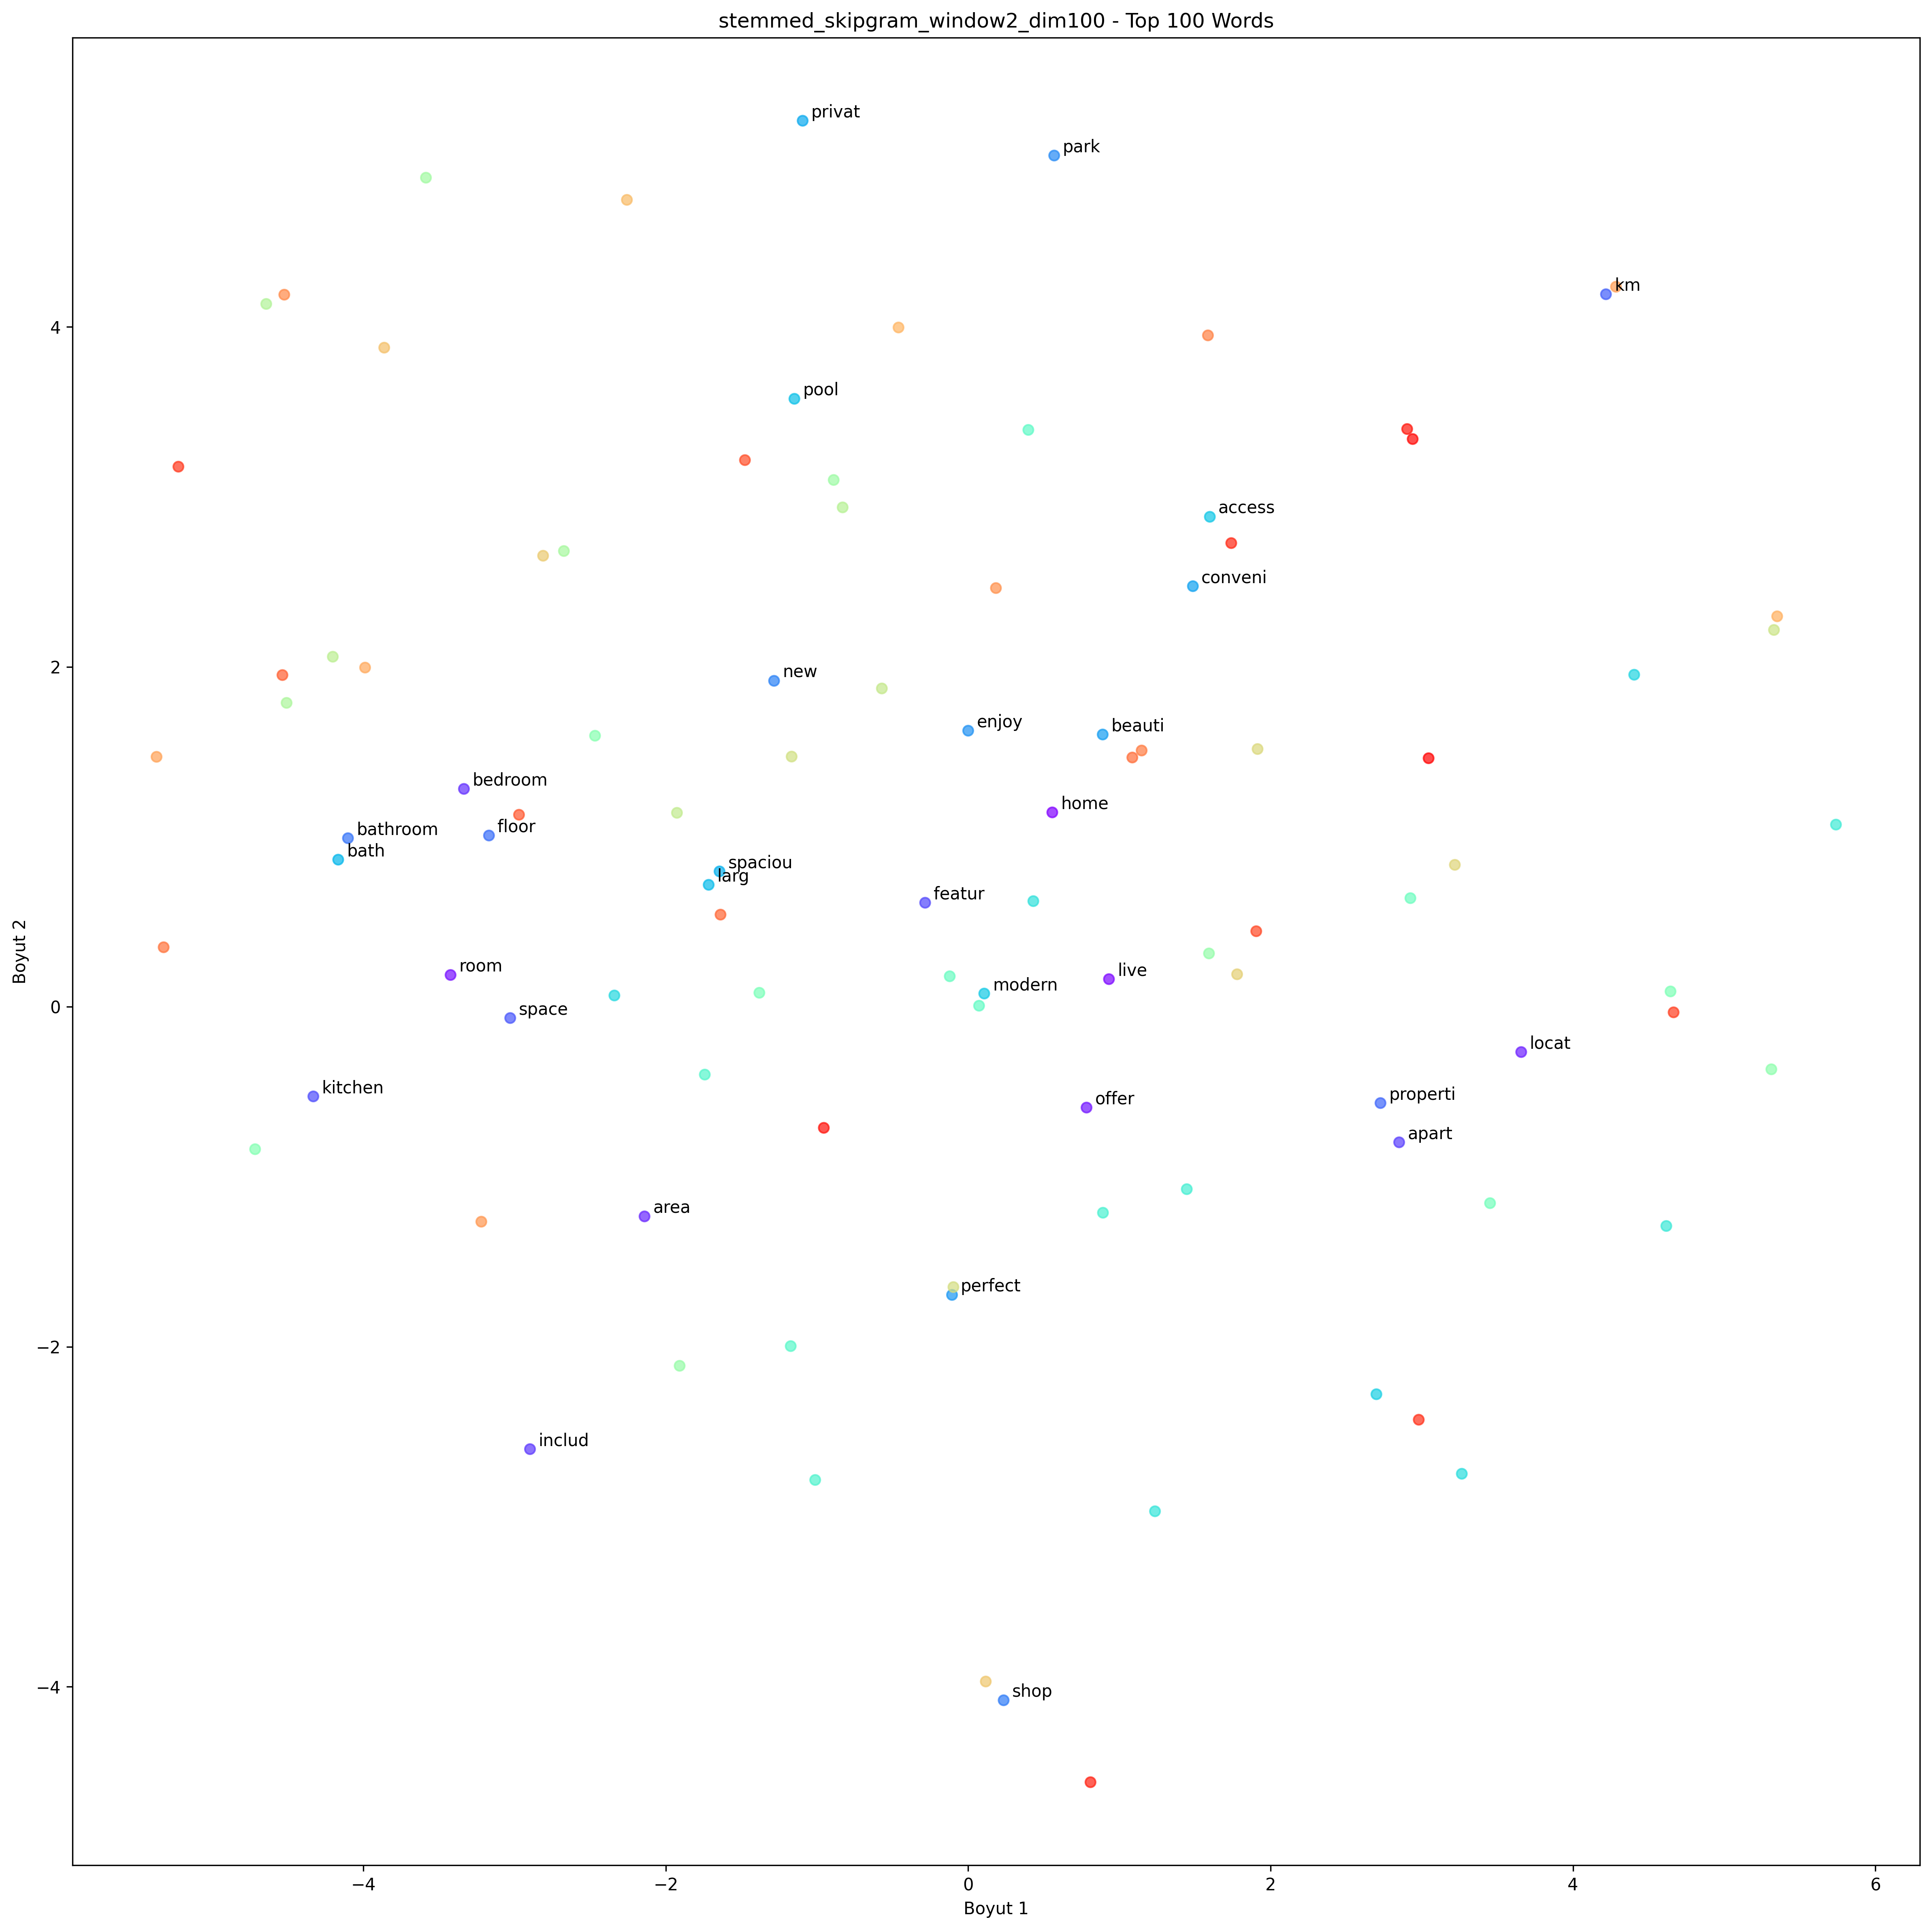 stemmed_skipgram_window2_dim100 - Top 100 Words
privat
park
km
4
pool
access
conveni
2
new
enjoy
beauti
bedroom
home
bathroom
floor
bath
spaciou
larg
featur
room
live
modern
0
space
locat
kitchen
properti
offer
apart
area
perfect
−2
includ
−4
shop
Boyut 2
−4
−2
0
2
4
6
Boyut 1